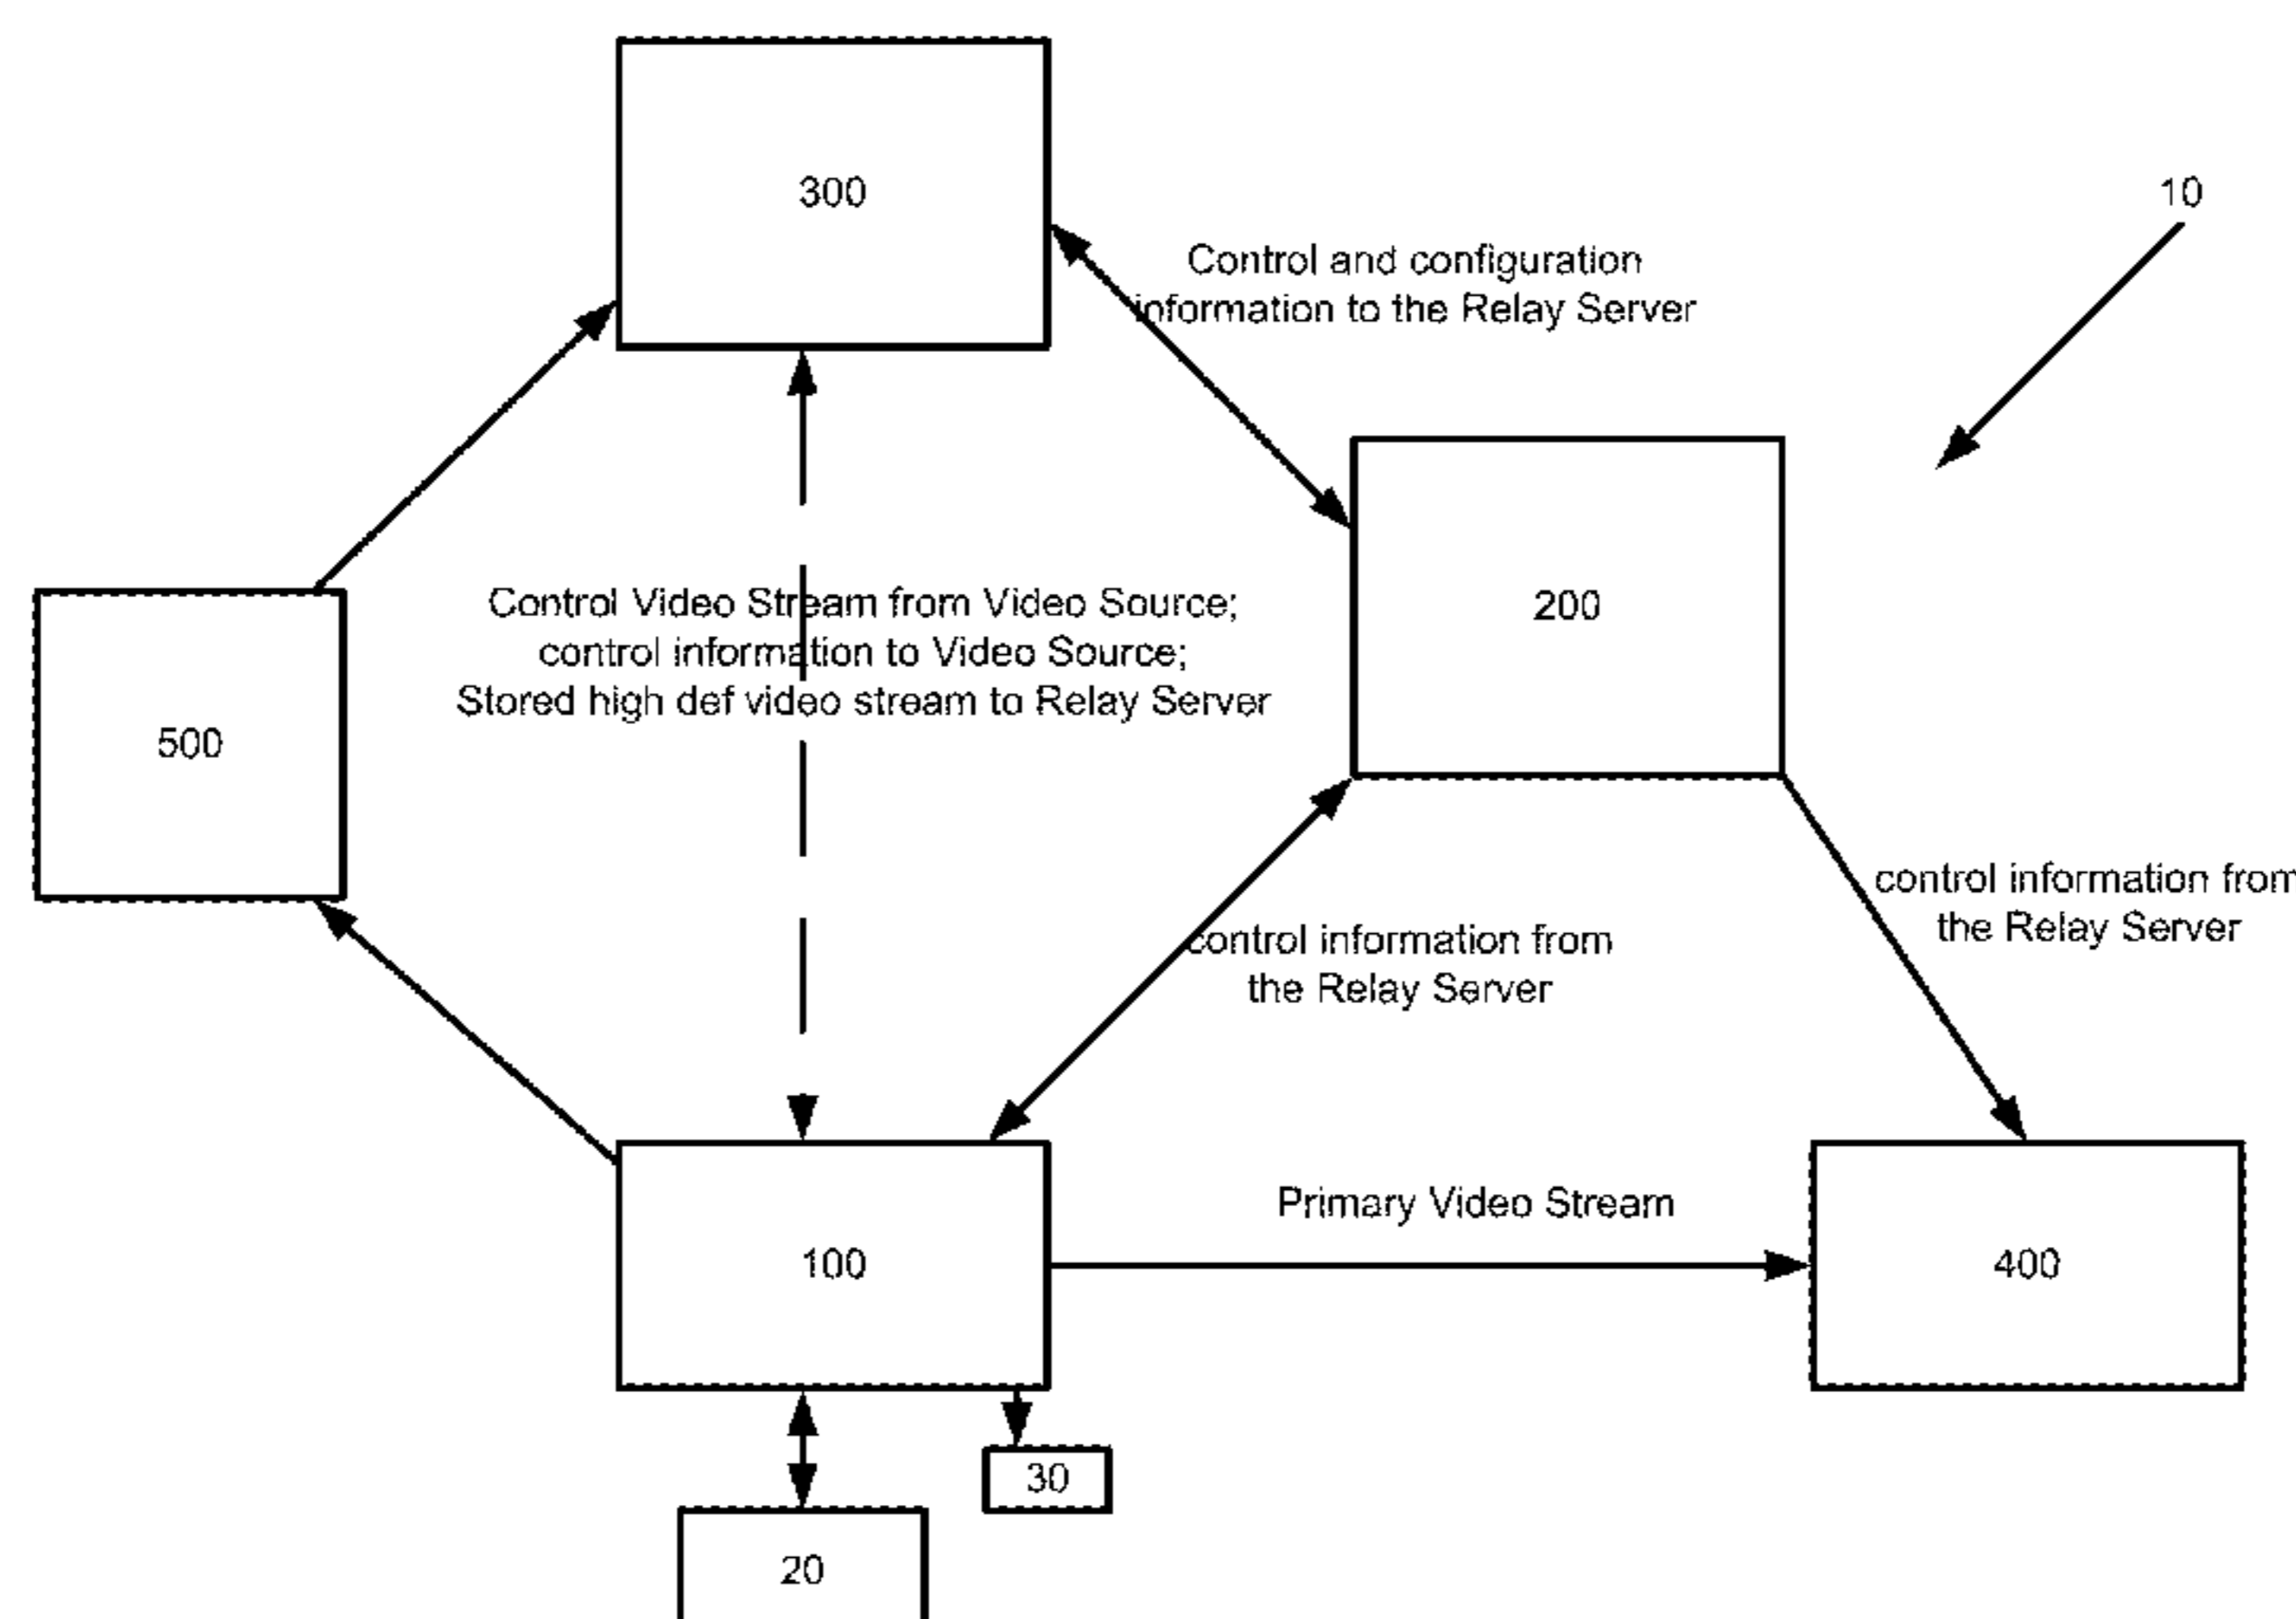 300
10
Control and configuration
information to the Relay Server
Control Video Stream from Video Source;
control information to Video Source;
Stored high def video stream to Relay Server
200
500
control information from
the Relay Server
control information from
the Relay Server
Primary Video Stream
100
400
30
20